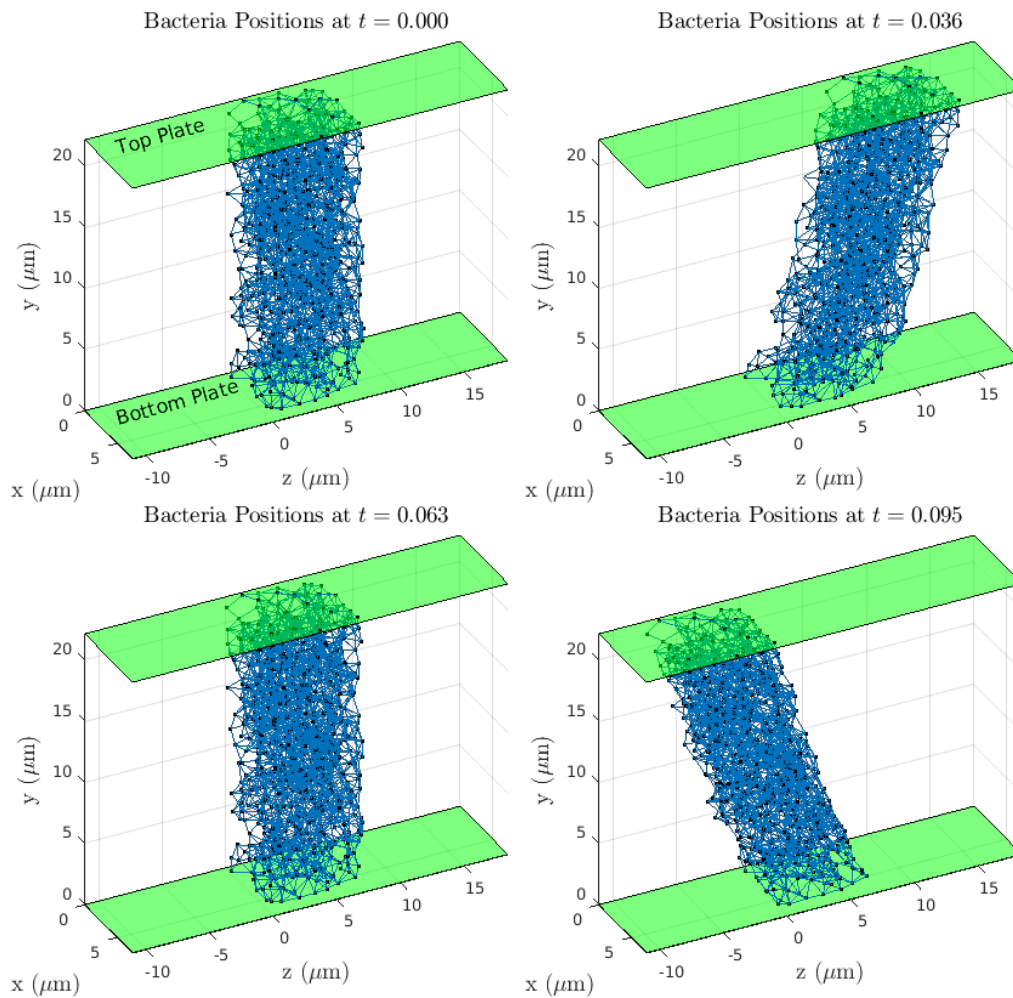 Bacteria Positions at t = 0.000
Top Plate
20
15
10
5
0
y (μm)
Bottom Plate
0
5
x (μm)
-10
-5
0
5
10
15
z (μm)
Bacteria Positions at t = 0.036
20
15
10
5
0
y (μm)
0
5
x (μm)
-10
-5
0
5
10
15
z (μm)
Bacteria Positions at t = 0.063
20
15
10
5
0
y (μm)
0
5
x (μm)
-10
-5
0
5
10
15
z (μm)
Bacteria Positions at t = 0.095
20
15
10
5
0
y (μm)
0
5
x (μm)
-10
-5
0
5
10
15
z (μm)